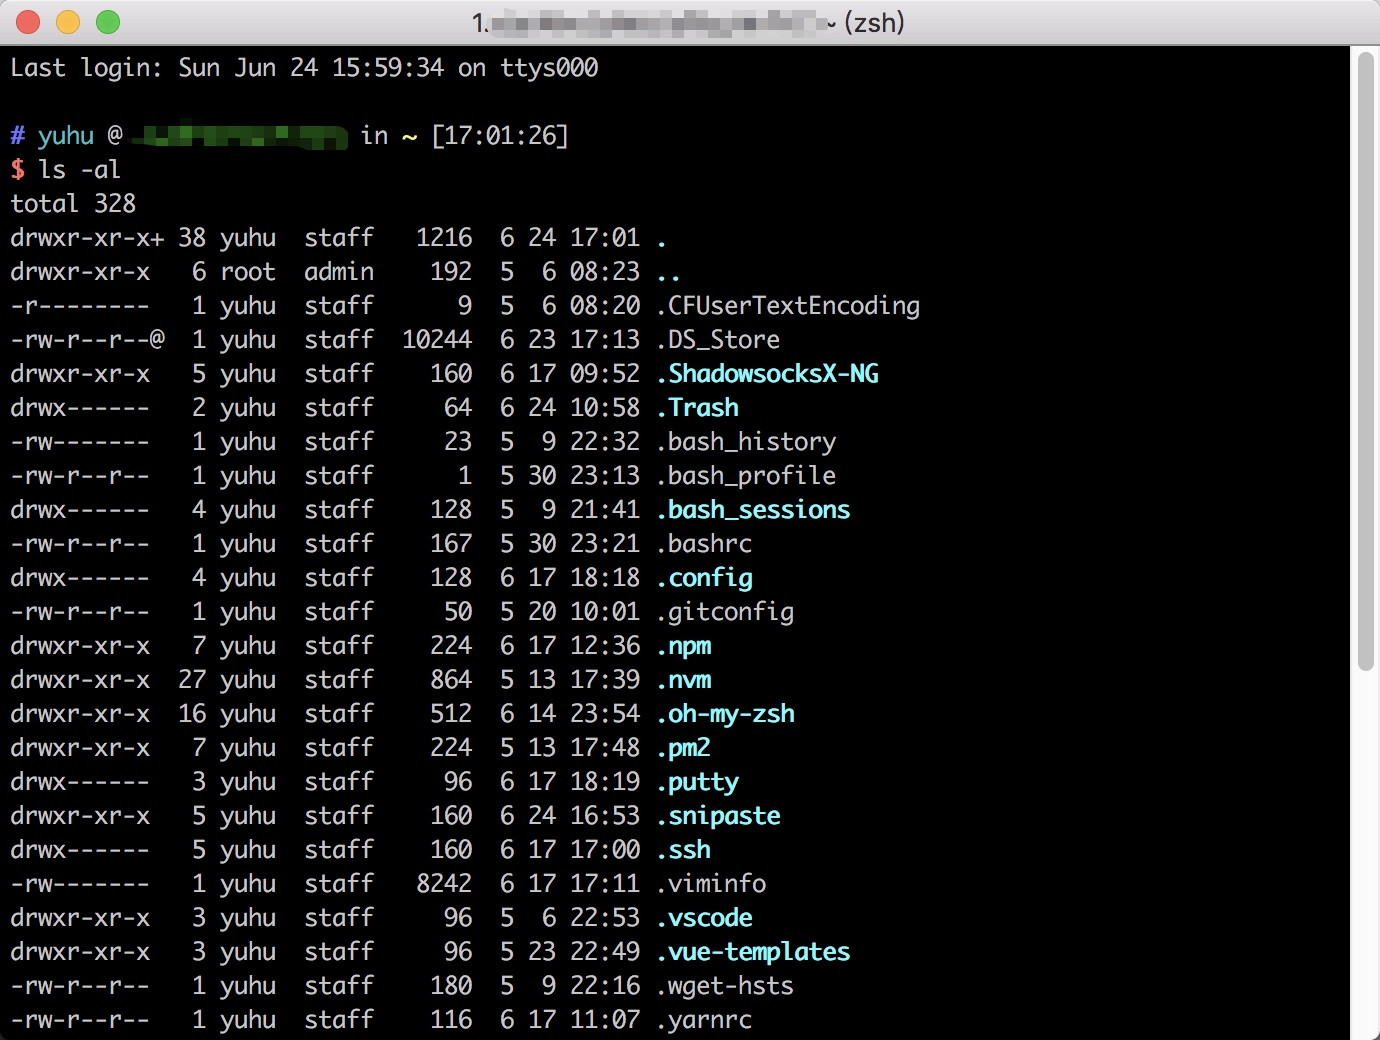 1. ~ (zsh)
Last login: Sun Jun 24 15:59:34 on ttys000
# yuhu @ in ~ [17:01:26]
$ ls -al
total 328
drwxr-xr-x+ 38 yuhu  staff   1216  6 24 17:01 .
drwxr-xr-x   6 root  admin    192  5  6 08:23 ..
-r--------   1 yuhu  staff      9  5  6 08:20 .CFUserTextEncoding
-rw-r--r--@  1 yuhu  staff  10244  6 23 17:13 .DS_Store
drwxr-xr-x   5 yuhu  staff    160  6 17 09:52 .ShadowsocksX-NG
drwx------   2 yuhu  staff     64  6 24 10:58 .Trash
-rw-------   1 yuhu  staff     23  5  9 22:32 .bash_history
-rw-r--r--   1 yuhu  staff      1  5 30 23:13 .bash_profile
drwx------   4 yuhu  staff    128  5  9 21:41 .bash_sessions
-rw-r--r--   1 yuhu  staff    167  5 30 23:21 .bashrc
drwx------   4 yuhu  staff    128  6 17 18:18 .config
-rw-r--r--   1 yuhu  staff     50  5 20 10:01 .gitconfig
drwxr-xr-x   7 yuhu  staff    224  6 17 12:36 .npm
drwxr-xr-x  27 yuhu  staff    864  5 13 17:39 .nvm
drwxr-xr-x  16 yuhu  staff    512  6 14 23:54 .oh-my-zsh
drwxr-xr-x   7 yuhu  staff    224  5 13 17:48 .pm2
drwx------   3 yuhu  staff     96  6 17 18:19 .putty
drwxr-xr-x   5 yuhu  staff    160  6 24 16:53 .snipaste
drwx------   5 yuhu  staff    160  6 17 17:00 .ssh
-rw-------   1 yuhu  staff   8242  6 17 17:11 .viminfo
drwxr-xr-x   3 yuhu  staff     96  5  6 22:53 .vscode
drwxr-xr-x   3 yuhu  staff     96  5 23 22:49 .vue-templates
-rw-r--r--   1 yuhu  staff    180  5  9 22:16 .wget-hsts
-rw-r--r--   1 yuhu  staff    116  6 17 11:07 .yarnrc